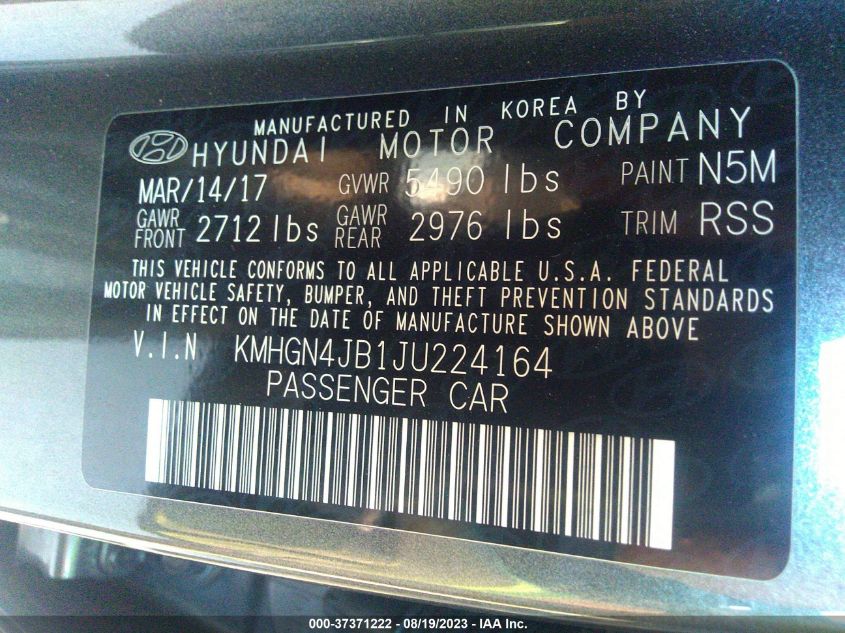 MANUFACTURED IN KOREA BY
HYUNDAI MOTOR COMPANY
MAR/14/17 GVWR 5490 lbs PAINT N5M
GAWR FRONT 2712 lbs GAWR REAR 2976 lbs TRIM RSS
THIS VEHICLE CONFORMS TO ALL APPLICABLE U.S.A. FEDERAL
MOTOR VEHICLE SAFETY, BUMPER, AND THEFT PREVENTION STANDARDS
IN EFFECT ON THE DATE OF MANUFACTURE SHOWN ABOVE
V.I.N KMHGN4JB1JU224164
PASSENGER CAR
000-37371222 / 08/19/2023 - IAA Inc.